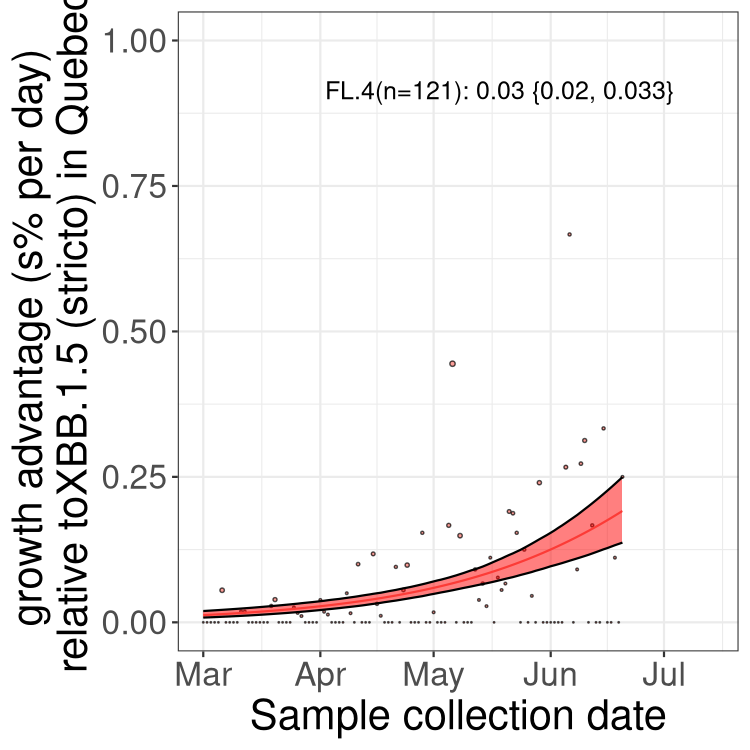 growth advantage (s% per day)
relative toXBB.1.5 (stricto) in Quebec
1.00
0.75
0.50
0.25
0.00
FL.4(n=121): 0.03 {0.02, 0.033}
Mar Apr May Jun Jul
Sample collection date